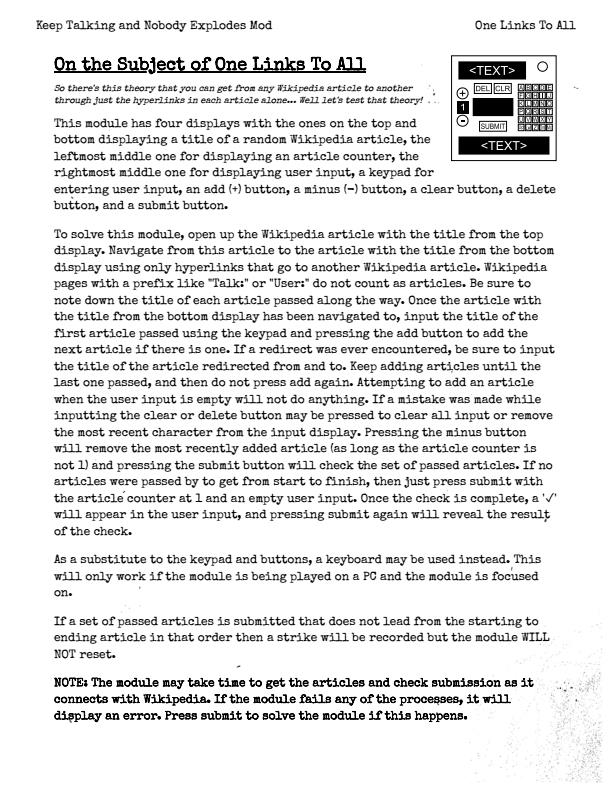 Keep Talking and Nobody Explodes Mod One Links To All
On the Subject of One Links To All
So there's this theory that you can get from any Wikipedia article to another
through just the hyperlinks in each article alone... Well let's test that theory!
<TEXT>
DEL CLR
A B C D E
F G H I J
K L M N O
P Q R S T
U V W X Y
+
1
-
SUBMIT
<TEXT>
This module has four displays with the ones on the top and
bottom displaying a title of a random Wikipedia article, the
leftmost middle one for displaying an article counter, the
rightmost middle one for displaying user input, a keypad for
entering user input, an add (+) button, a minus (-) button, a clear button, a delete
button, and a submit button.
To solve this module, open up the Wikipedia article with the title from the top
display. Navigate from this article to the article with the title from the bottom
display using only hyperlinks that go to another Wikipedia article. Wikipedia
pages with a prefix like "Talk:" or "User:" do not count as articles. Be sure to
note down the title of each article passed along the way. Once the article with
the title from the bottom display has been navigated to, input the title of the
first article passed using the keypad and pressing the add button to add the
next article if there is one. If a redirect was ever encountered, be sure to input
the title of the article redirected from and to. Keep adding articles until the
last one passed, and then do not press add again. Attempting to add an article
when the user input is empty will not do anything. If a mistake was made while
inputting the clear or delete button may be pressed to clear all input or remove
the most recent character from the input display. Pressing the minus button
will remove the most recently added article (as long as the article counter is
not 1) and pressing the submit button will check the set of passed articles. If no
articles were passed by to get from start to finish, then just press submit with
the article counter at 1 and an empty user input. Once the check is complete, a '✓'
will appear in the user input, and pressing submit again will reveal the result
of the check.
As a substitute to the keypad and buttons, a keyboard may be used instead. This
will only work if the module is being played on a PC and the module is focused
on.
If a set of passed articles is submitted that does not lead from the starting to
ending article in that order then a strike will be recorded but the module WILL
NOT reset.
NOTE: The module may take time to get the articles and check submission as it
connects with Wikipedia. If the module fails any of the processes, it will
display an error. Press submit to solve the module if this happens.